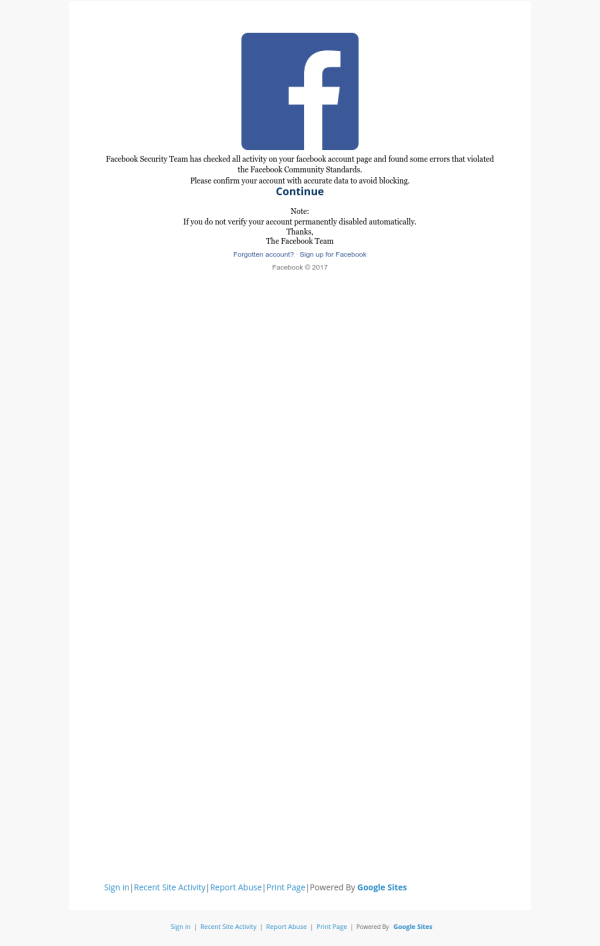 Facebook Security Team has checked all activity on your facebook account page and found some errors that violated
the Facebook Community Standards.
Please confirm your account with accurate data to avoid blocking.
Continue
Note:
If you do not verify your account permanently disabled automatically.
Thanks,
The Facebook Team
Forgotten account? Sign up for Facebook
Facebook © 2017
Sign in|Recent Site Activity|Report Abuse|Print Page|Powered By Google Sites
Sign in | Recent Site Activity | Report Abuse | Print Page | Powered By Google Sites